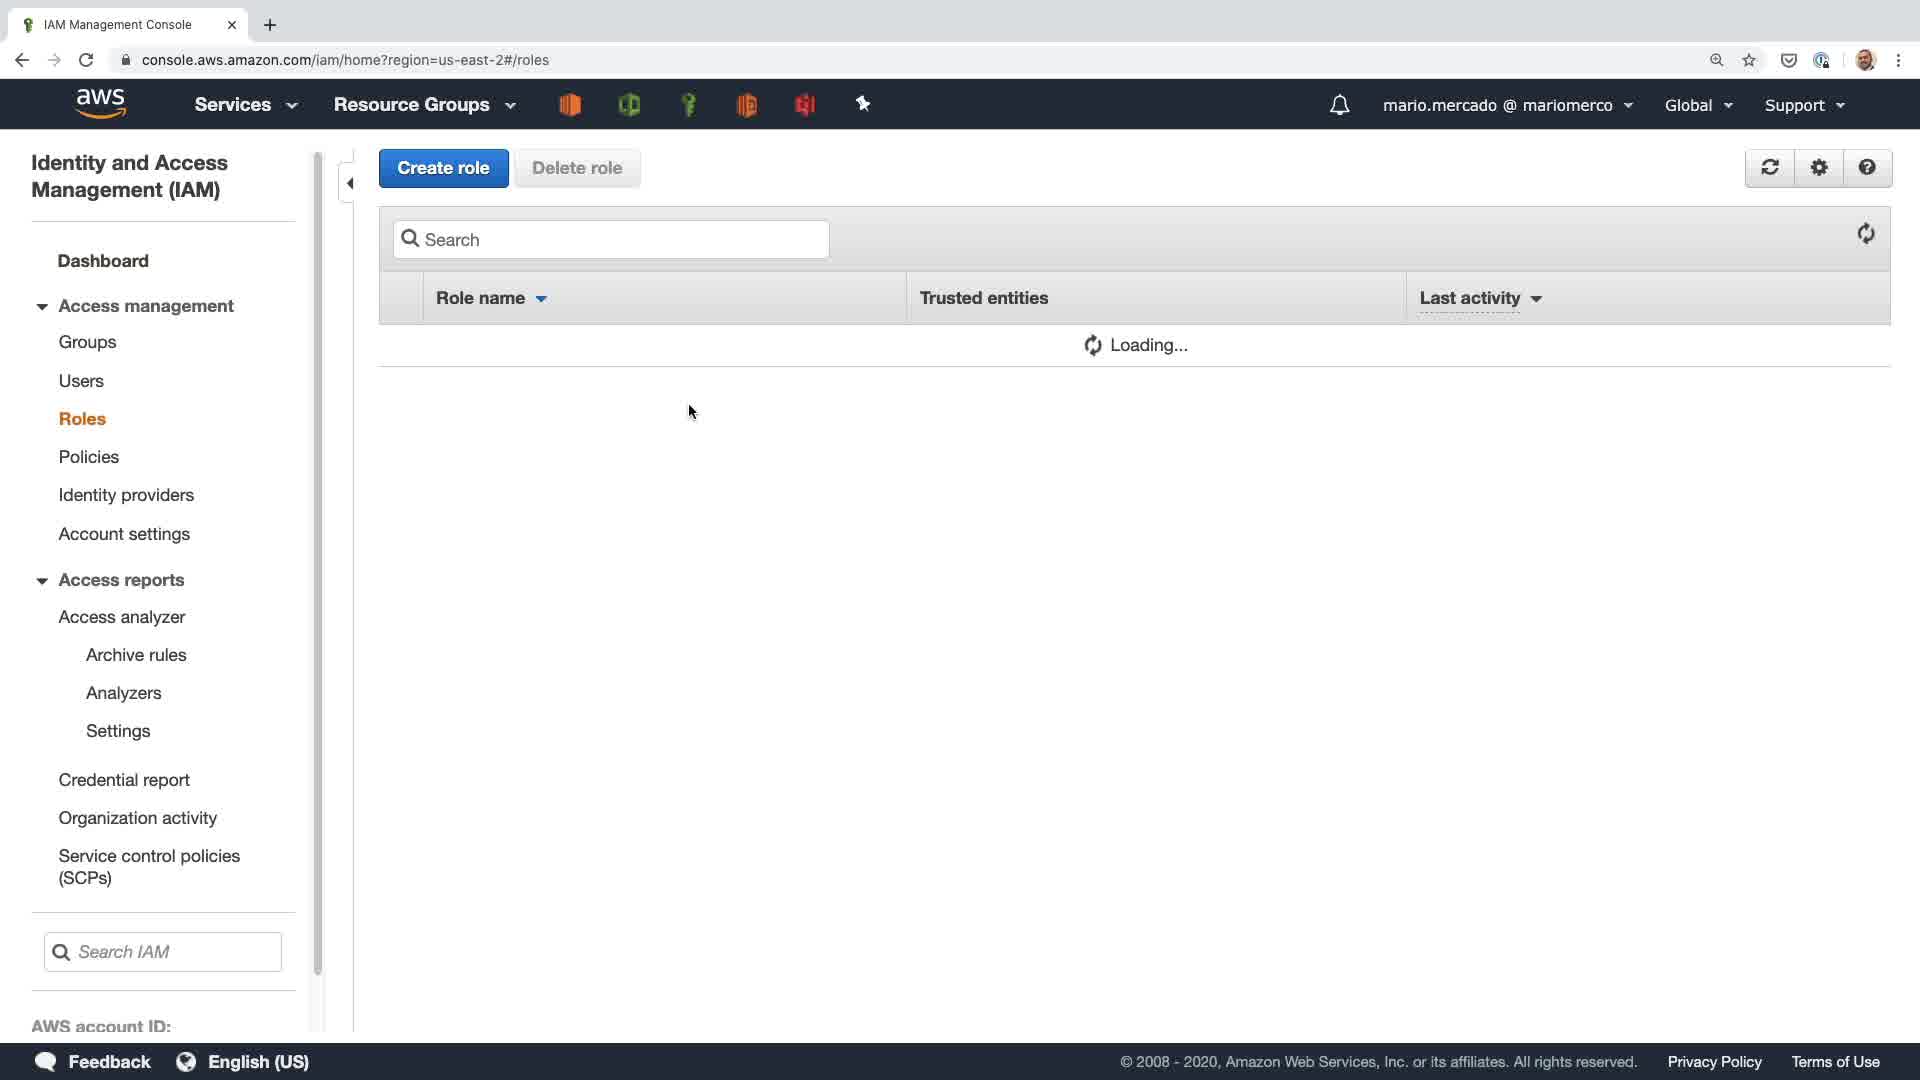 IAM Management Console
console.aws.amazon.com/iam/home?region=us-east-2#/roles
aws
Services
Resource Groups
mario.mercado @ mariomerco
Global
Support
Identity and Access
Management (IAM)
Dashboard
Access management
Groups
Users
Roles
Policies
Identity providers
Account settings
Access reports
Access analyzer
Archive rules
Analyzers
Settings
Credential report
Organization activity
Service control policies
(SCPs)
Search IAM
AWS account ID:
Create role
Delete role
Search
Role name
Trusted entities
Last activity
Loading...
Feedback
English (US)
© 2008 - 2020, Amazon Web Services, Inc. or its affiliates. All rights reserved.
Privacy Policy
Terms of Use